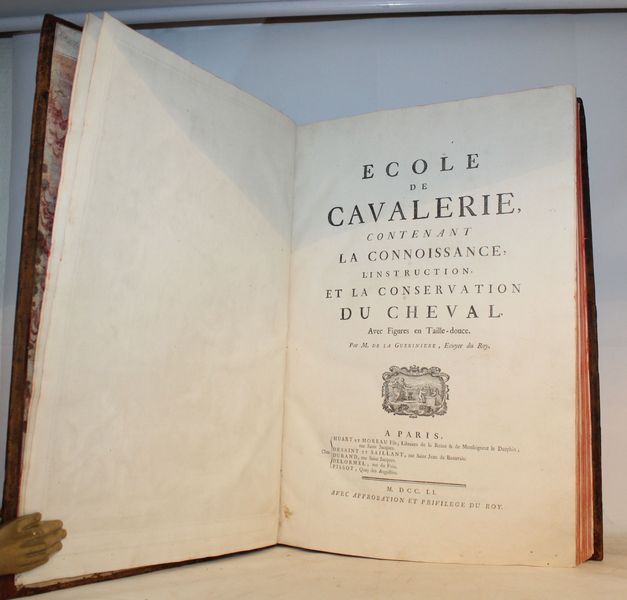 ECOLE
DE
CAVALERIE,
CONTENANT
LA CONNOISSANCE,
L'INSTRUCTION,
ET LA CONSERVATION
DU CHEVAL.
Avec Figures en Taille-douce.
Par M. DE LA GUERINIERE, Ecuyer du Roy.
A PARIS,
Chez
HUART ET MOREAU Fils, Libraires de la Reine & de Monseigneur le Dauphin,
rue Saint Jacques.
DESAINT ET SAILLANT, rue Saint Jean de Beauvais.
DURAND, rue Saint Jacques.
DELORMEL, rue du Foin.
PISSOT, Quay des Augustins.
M. DCC. LI.
AVEC APPROBATION ET PRIVILEGE DU ROY.